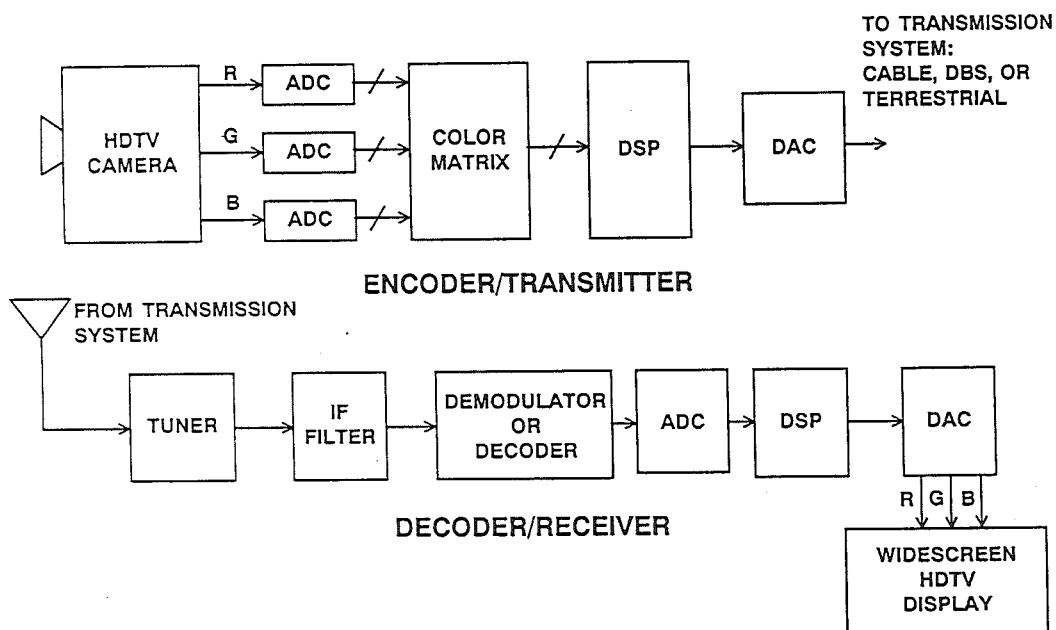 TO TRANSMISSION
SYSTEM:
CABLE, DBS, OR
TERRESTRIAL
HDTV
CAMERA
R
G
B
ADC
ADC
ADC
COLOR
MATRIX
DSP
DAC
ENCODER/TRANSMITTER
FROM TRANSMISSION
SYSTEM
TUNER
IF
FILTER
DEMODULATOR
OR
DECODER
ADC
DSP
DAC
R G B
DECODER/RECEIVER
WIDESCREEN
HDTV
DISPLAY